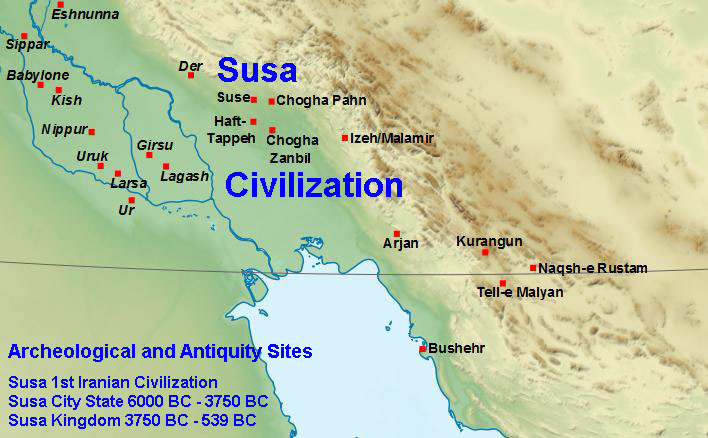 Eshnunna
Sippar
Der
Susa
Babylone
Kish
Suse
Chogha Pahn
Haft-
Tappeh
Nippur
Chogha
Zanbil
Izeh/Malamir
Girsu
Uruk
Larsa
Lagash
Civilization
Ur
Arjan
Kurangun
Naqsh-e Rustam
Tell-e Malyan
Bushehr
Archeological and Antiquity Sites
Susa 1st Iranian Civilization
Susa City State 6000 BC - 3750 BC
Susa Kingdom 3750 BC - 539 BC